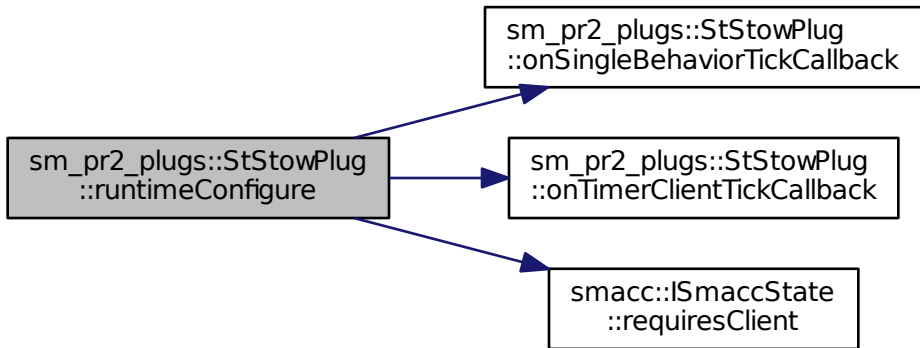 sm_pr2_plugs::StStowPlug
::runtimeConfigure
sm_pr2_plugs::StStowPlug
::onSingleBehaviorTickCallback
sm_pr2_plugs::StStowPlug
::onTimerClientTickCallback
smacc::ISmaccState
::requiresClient